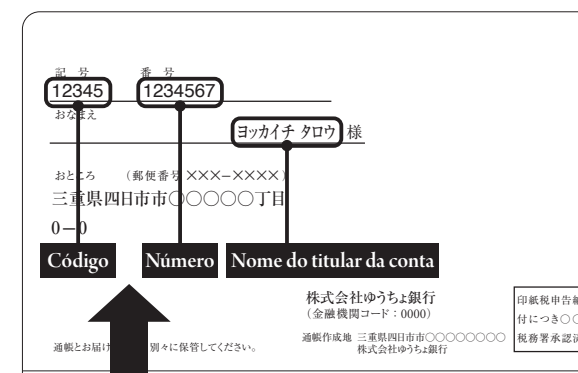 記 号 番 号
12345 1234567
おなまえ
ヨッカイチ タロウ 様
おところ （郵便番号 ×××−××××）
三重県四日市市○○○○○丁目
0−0
Código Número Nome do titular da conta
株式会社ゆうちょ銀行
（金融機関コード：0000）
印紙税申告納
付につき○○
税務署承認済
通帳作成地 三重県四日市市○○○○○○○○
株式会社ゆうちょ銀行
通帳とお届け 別々に保管してください。